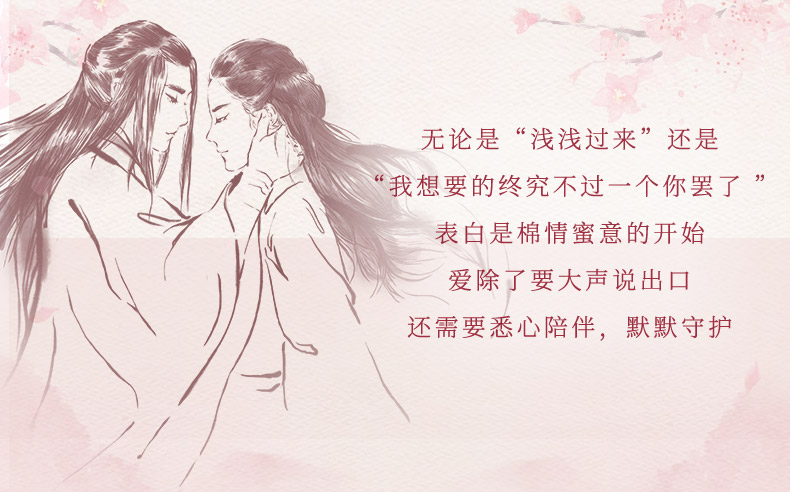 无论是“浅浅过来”还是
“我想要的终究不过一个你罢了 ”
表白是棉情蜜意的开始
爱除了要大声说出口
还需要悉心陪伴，默默守护